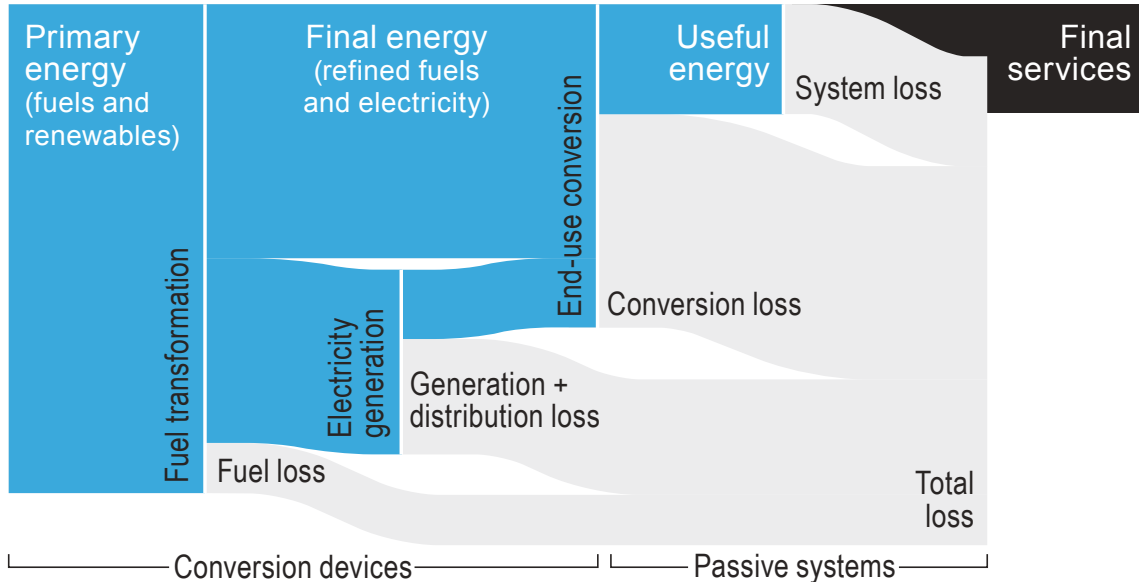 Primary
energy
(fuels and
renewables)
Fuel transformation
Final energy
(refined fuels
and electricity)
Electricity
generation
End-use conversion
Useful
energy
System loss
Final
services
Conversion loss
Generation +
distribution loss
Fuel loss
Total
loss
Conversion devices
Passive systems